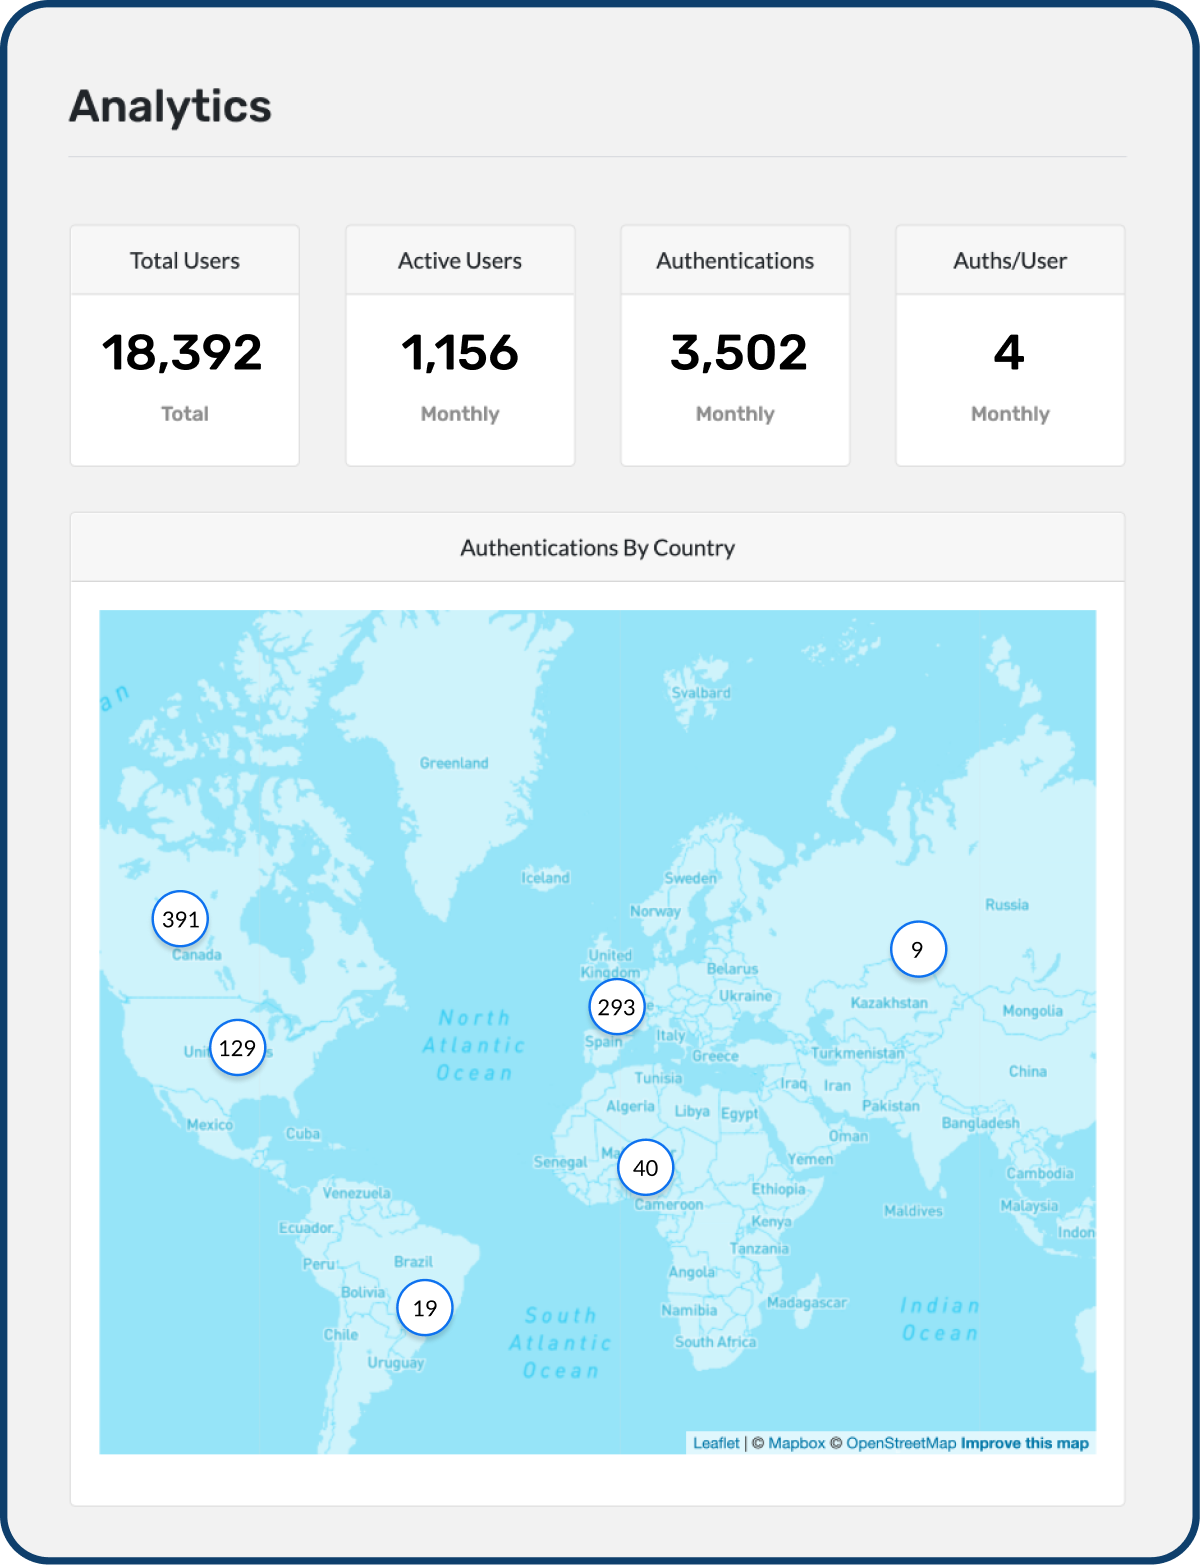 Analytics
Total Users
18,392
Total
Active Users
1,156
Monthly
Authentications
3,502
Monthly
Auths/User
4
Monthly
Authentications By Country
an
Svalbard
Greenland
Iceland
Sweden
Norway
Russia
391
Canada
United
Kingdom
Belarus
9
Ukraine
Kazakhstan
Mongolia
293
North
Atlantic
Ocean
Spain
Italy
Greece
Turkmenistan
129
China
Tunisia
Iraq
Iran
Algeria
Libya
Egypt
Pakistan
Bangladesh
Mexico
Cuba
Oman
Senegal
Ma
40
Yemen
Cambodia
Venezuela
Cameroon
Ethiopia
Maldives
Malaysia
Ecuador
Kenya
Indon
Peru
Brazil
Tanzania
Angola
Bolivia
19
Namibia
Madagascar
South
Atlantic
Ocean
Indian
Ocean
Chile
South Africa
Uruguay
Leaflet | © Mapbox © OpenStreetMap Improve this map